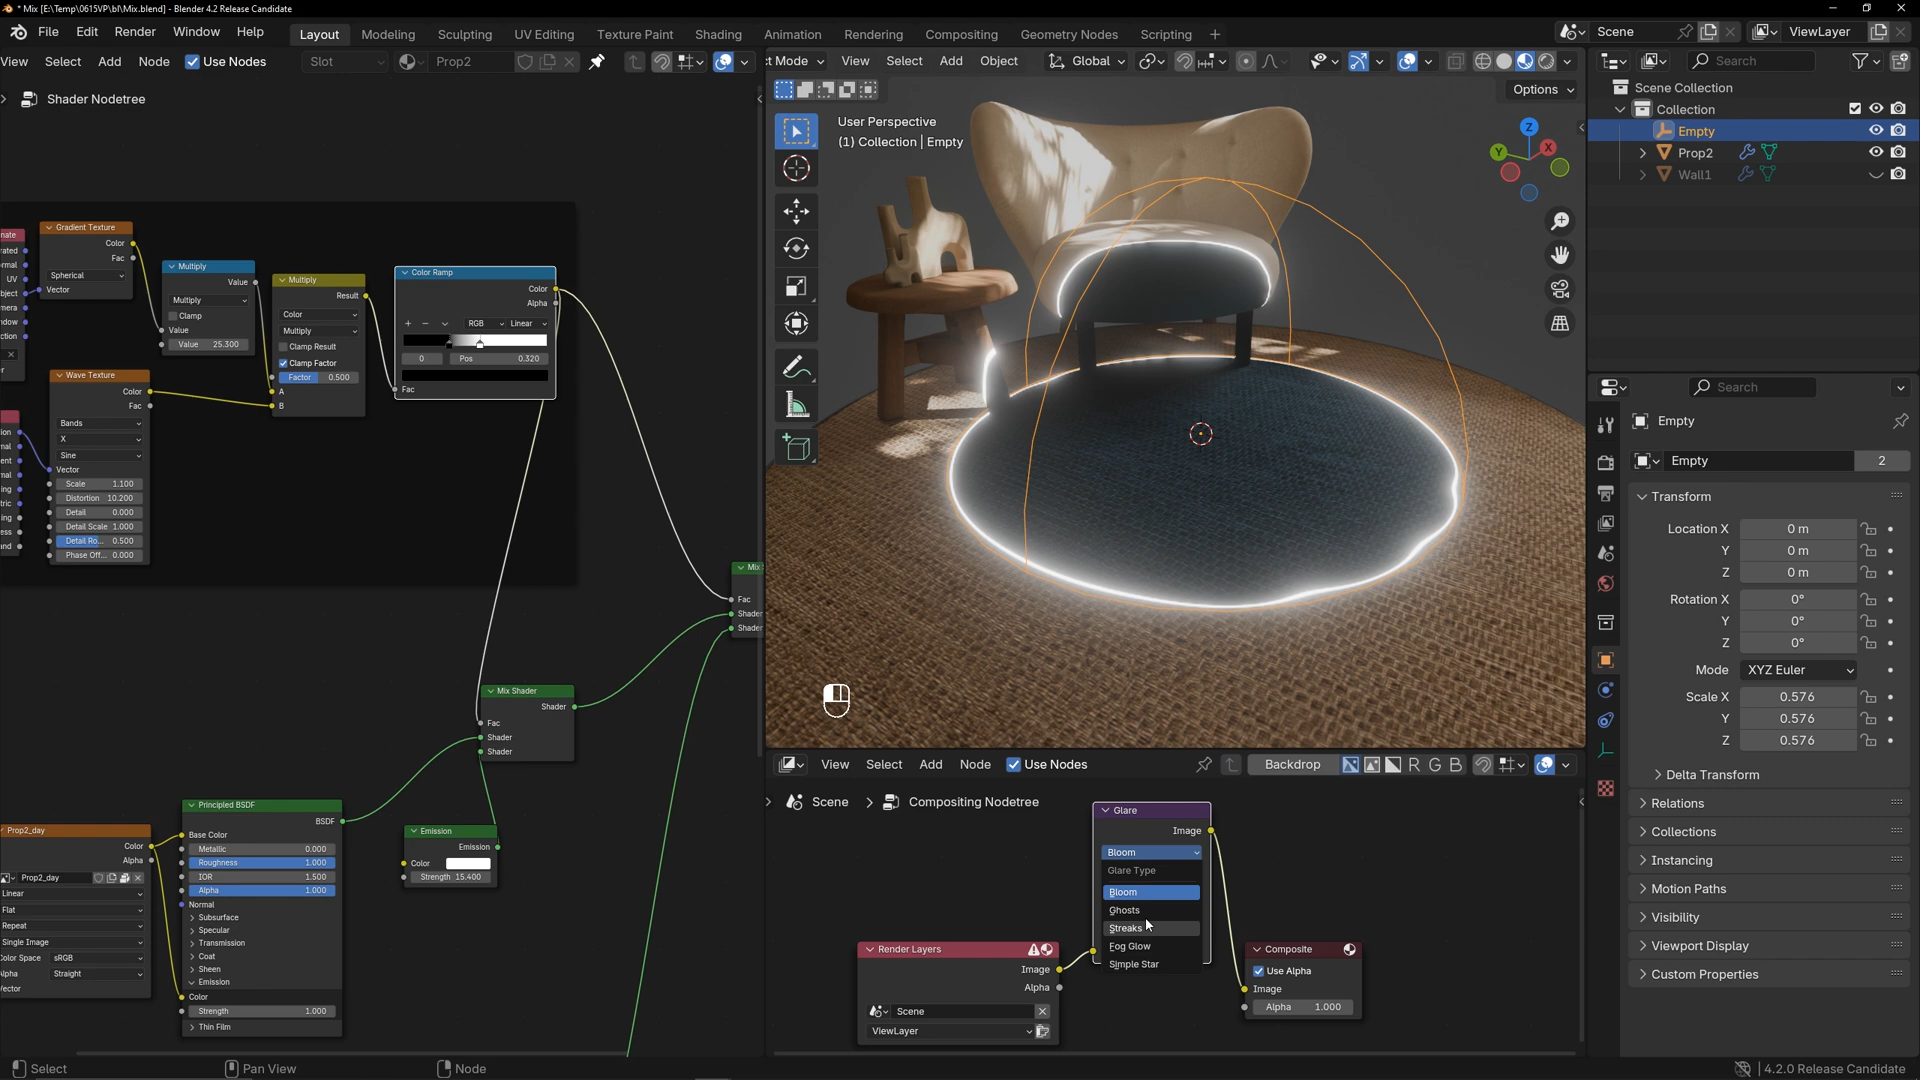 * Mix [E:\Temp\0615VP\bl\Mix.blend] - Blender 4.2 Release Candidate
File Edit Render Window Help Layout Modeling Sculpting UV Editing Texture Paint Shading Animation Rendering Compositing Geometry Nodes Scripting + Scene ViewLayer
View Select Add Node Use Nodes Slot Prop2
Shader Nodetree
Gradient Texture
Color
Fac
Spherical
Vector
Multiply
Value
Multiply
Clamp
Value
Value 25.300
Multiply
Result
Color
Multiply
Clamp Result
Clamp Factor
Factor 0.500
A
B
Color Ramp
Color
Alpha
RGB Linear
0 Pos 0.320
Fac
UV
Wave Texture
Color
Fac
Bands
X
Sine
Vector
Scale 1.100
Distortion 10.200
Detail 0.000
Detail Scale 1.000
Detail Ro... 0.500
Phase Off... 0.000
Fac
Shader
Shader
Mix Shader
Shader
Fac
Shader
Shader
Principled BSDF
BSDF
Base Color
Metallic 0.000
Roughness 1.000
IOR 1.500
Alpha 1.000
Normal
Subsurface
Specular
Transmission
Coat
Sheen
Emission
Color
Strength 1.000
Thin Film
Emission
Emission
Color
Strength 15.400
Prop2_day
Color
Alpha
Prop2_day
Linear
Flat
Repeat
Single Image
Color Space sRGB
Alpha Straight
Vector
t Mode View Select Add Object Global
Options
User Perspective
(1) Collection | Empty
Z
Y
X
View Select Add Node Use Nodes Backdrop R G B
Scene > Compositing Nodetree
Glare
Image
Bloom
Glare Type
Bloom
Ghosts
Streaks
Fog Glow
Simple Star
Render Layers
Image
Alpha
Scene
ViewLayer
Composite
Use Alpha
Image
Alpha 1.000
Search
Scene Collection
Collection
Empty
Prop2
Wall1
Search
Empty
Empty 2
Transform
Location X 0 m
Y 0 m
Z 0 m
Rotation X 0°
Y 0°
Z 0°
Mode XYZ Euler
Scale X 0.576
Y 0.576
Z 0.576
Delta Transform
Relations
Collections
Instancing
Motion Paths
Visibility
Viewport Display
Custom Properties
Select Pan View Node 4.2.0 Release Candidate